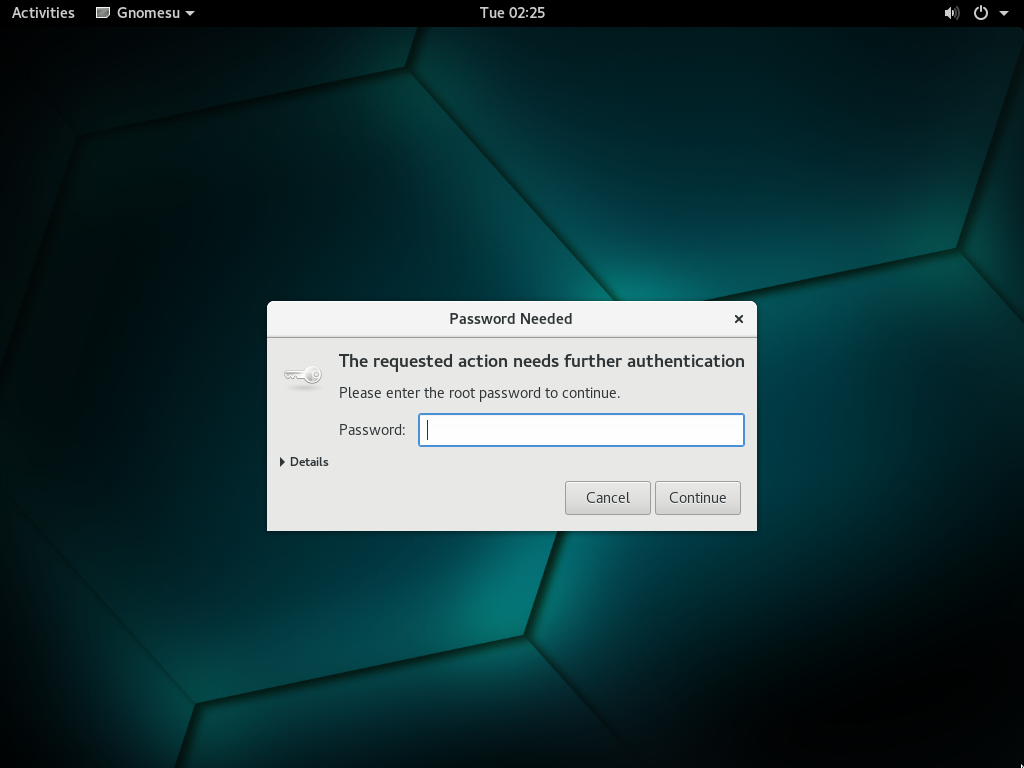 Activities Gnomesu Tue 02:25
Password Needed
The requested action needs further authentication
Please enter the root password to continue.
Password:
Details
Cancel Continue